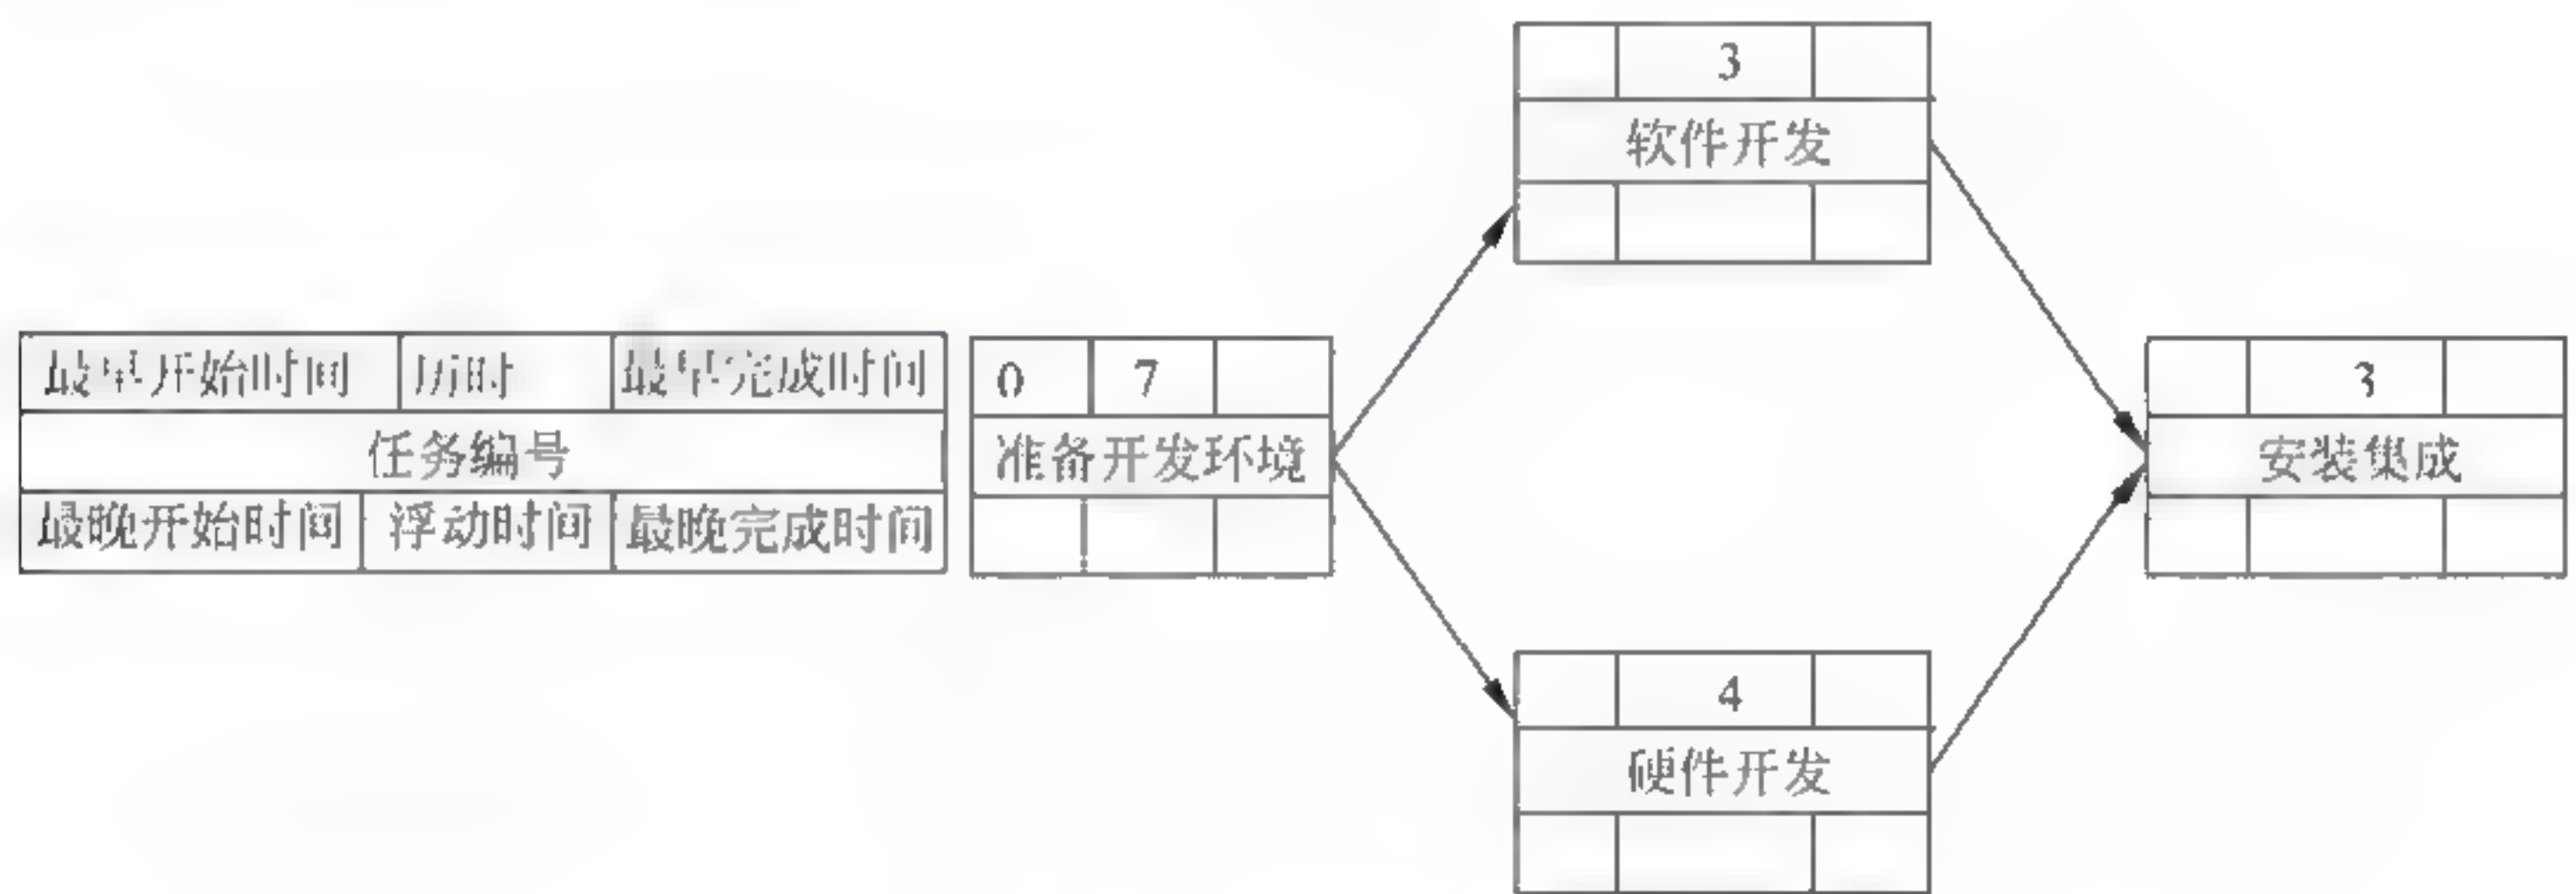 3
软件开发
最早开始时间 历时 最早完成时间
任务编号
最晚开始时间 浮动时间 最晚完成时间
0 7
准备开发环境
3
安装集成
4
硬件开发